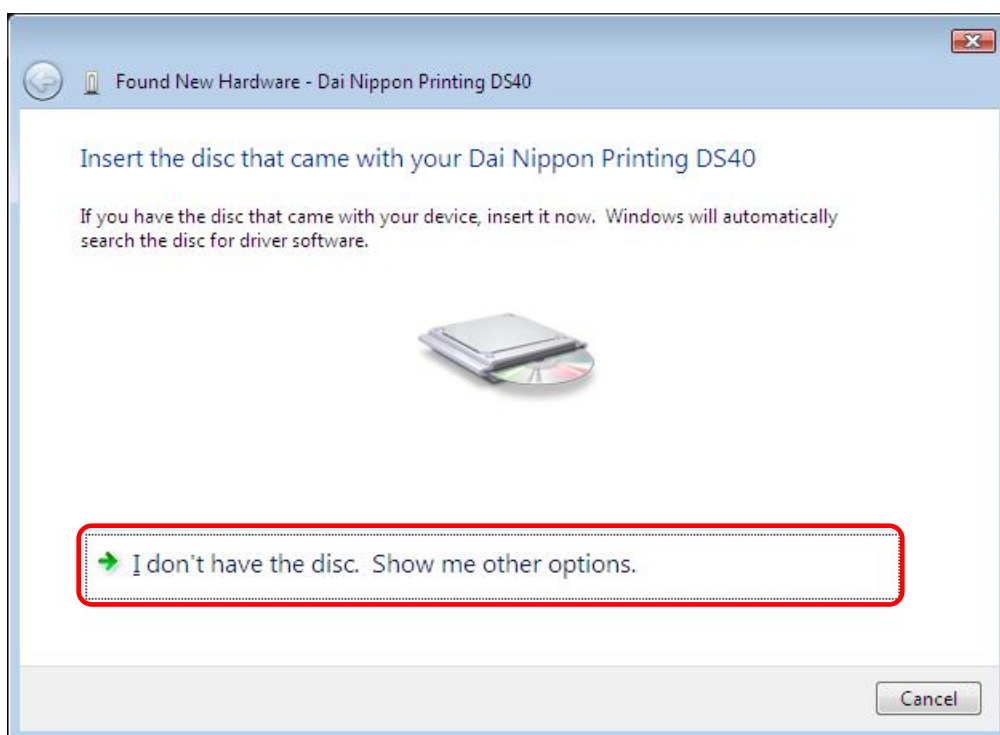 Found New Hardware - Dai Nippon Printing DS40
Insert the disc that came with your Dai Nippon Printing DS40
If you have the disc that came with your device, insert it now.  Windows will automatically
search the disc for driver software.
I don't have the disc.  Show me other options.
Cancel